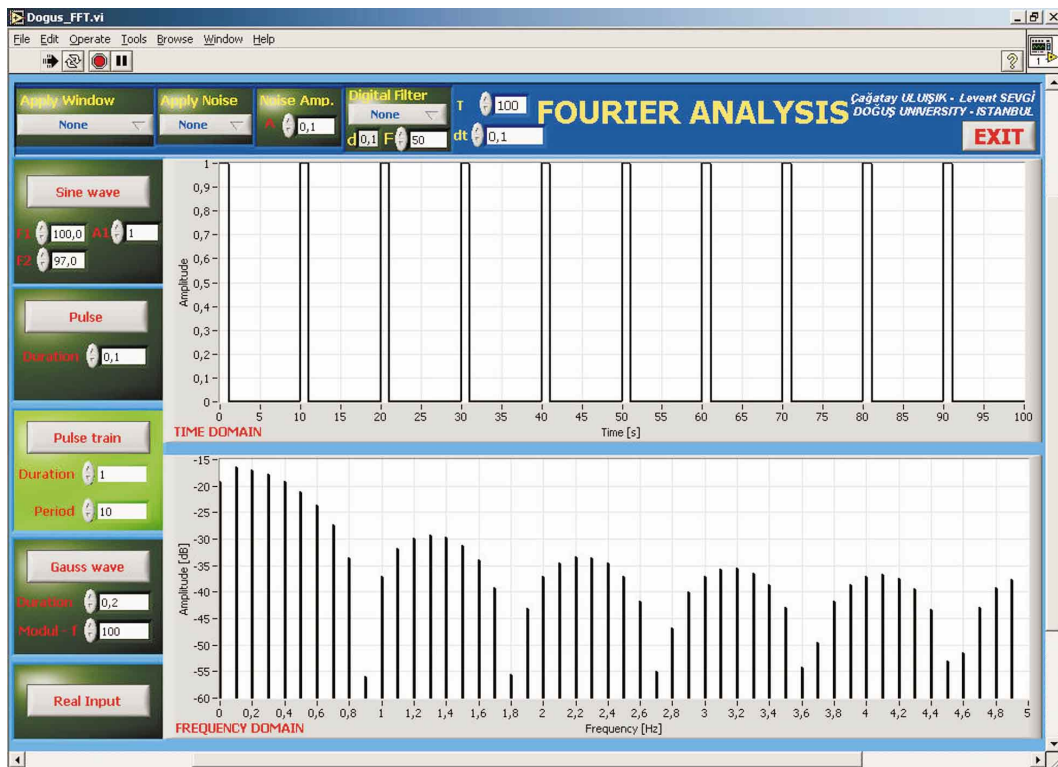 Dogus_FFT.vi
File Edit Operate Tools Browse Window Help
Apply Window
None
Apply Noise
None
Noise Amp.
A 0,1
Digital Filter
None
d 0,1 F 50
T 100
dt 0,1
FOURIER ANALYSIS
Çağatay ULUIŞIK - Levent SEVGİ
DOĞUŞ UNIVERSITY - ISTANBUL
EXIT
Sine wave
F1 100,0 A1 1
F2 97,0
Pulse
Duration 0,1
Pulse train
Duration 1
Period 10
Gauss wave
Duration 0,2
Modul - f 100
Real Input
Amplitude
1
0,9
0,8
0,7
0,6
0,5
0,4
0,3
0,2
0,1
0
0 5 10 15 20 25 30 35 40 45 50 55 60 65 70 75 80 85 90 95 100
TIME DOMAIN
Time [s]
Amplitude [dB]
-15
-20
-25
-30
-35
-40
-45
-50
-55
-60
0 0,2 0,4 0,6 0,8 1 1,2 1,4 1,6 1,8 2 2,2 2,4 2,6 2,8 3 3,2 3,4 3,6 3,8 4 4,2 4,4 4,6 4,8 5
FREQUENCY DOMAIN
Frequency [Hz]